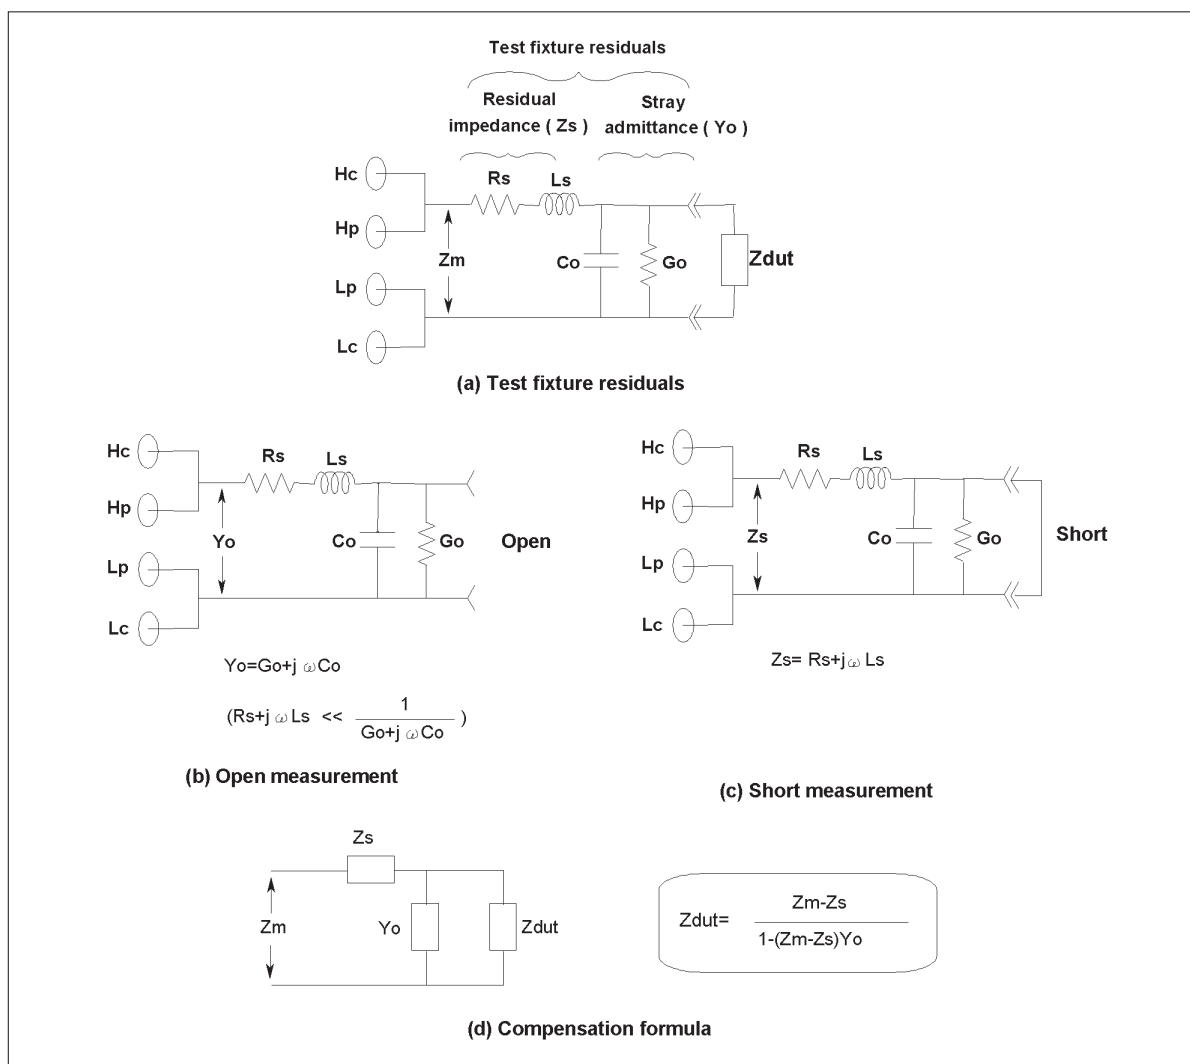 Test fixture residuals
Residual
impedance ( Zs )
Stray
admittance ( Yo )
Hc
Rs
Ls
Hp
Zm
Co
Go
Zdut
Lp
Lc
(a) Test fixture residuals
Hc
Rs
Ls
Hp
Yo
Co
Go
Open
Lp
Lc
Yo=Go+j ωCo
(Rs+j ω Ls << 1 / Go+j ωCo )
(b) Open measurement
Hc
Rs
Ls
Hp
Zs
Co
Go
Short
Lp
Lc
Zs= Rs+jω Ls
(c) Short measurement
Zs
Zm
Yo
Zdut
Zdut= Zm-Zs / 1-(Zm-Zs)Yo
(d) Compensation formula